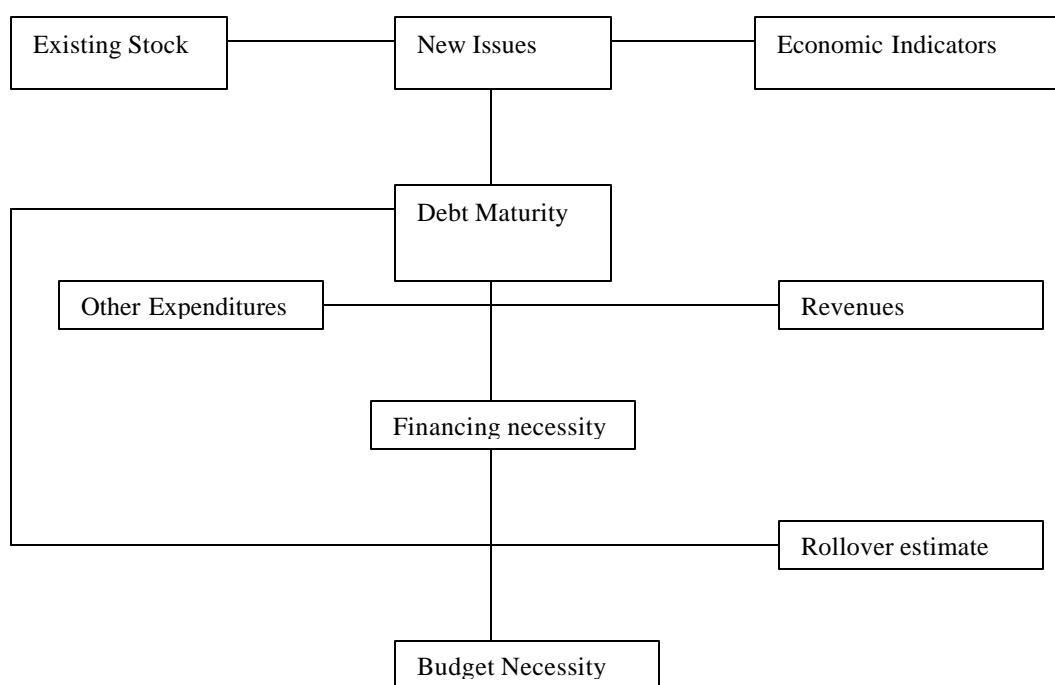 Existing Stock
New Issues
Economic Indicators
Debt Maturity
Other Expenditures
Revenues
Financing necessity
Rollover estimate
Budget Necessity